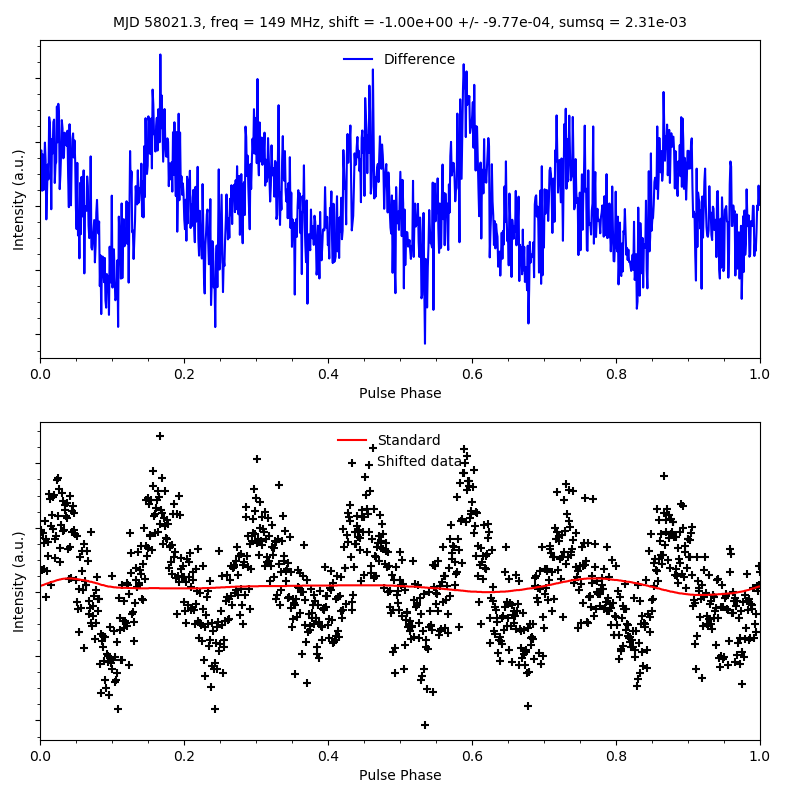 MJD 58021.3, freq = 149 MHz, shift = -1.00e+00 +/- -9.77e-04, sumsq = 2.31e-03
Difference
Intensity (a.u.)
0.0 0.2 0.4 0.6 0.8 1.0
Pulse Phase
Standard
Shifted data
Intensity (a.u.)
0.0 0.2 0.4 0.6 0.8 1.0
Pulse Phase